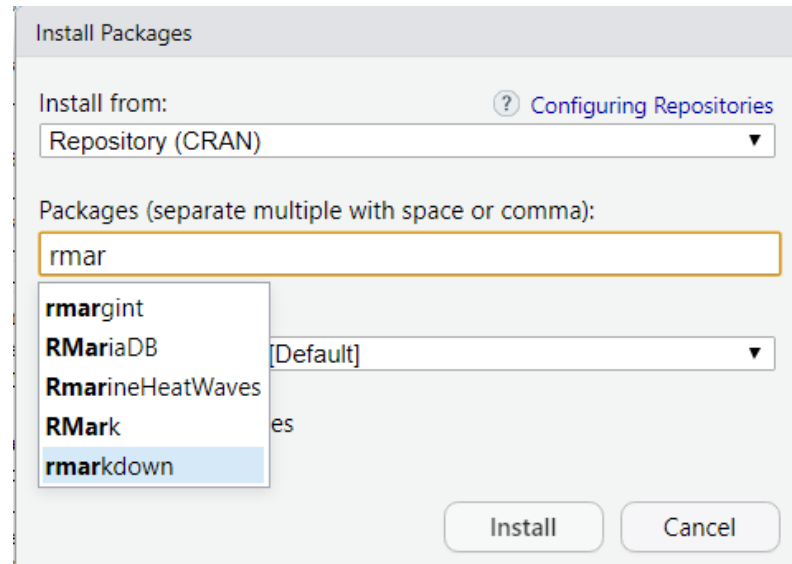 Install Packages
Install from:
? Configuring Repositories
Repository (CRAN)
Packages (separate multiple with space or comma):
rmar
rmargint
RMariaDB
[Default]
RmarineHeatWaves
RMark
es
rmarkdown
Install Cancel